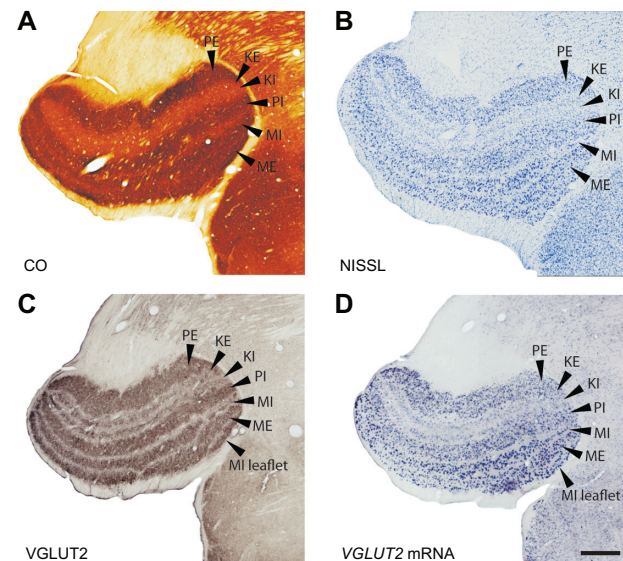 A
PE
KE
KI
PI
MI
ME
CO
B
PE
KE
KI
PI
MI
ME
NISSL
C
PE
KE
KI
PI
MI
ME
MI leaflet
VGLUT2
D
PE
KE
KI
PI
MI
ME
MI leaflet
VGLUT2 mRNA